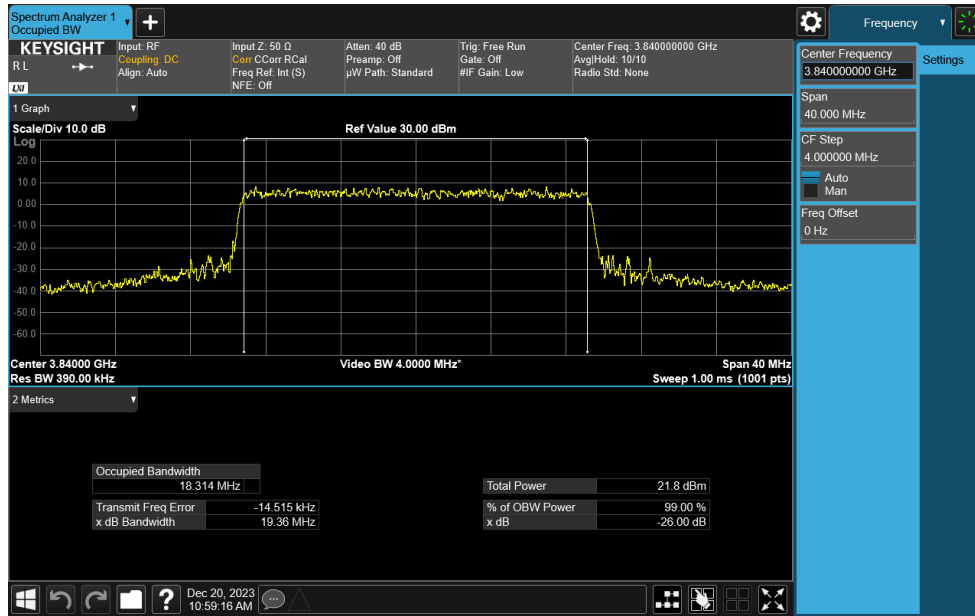 Spectrum Analyzer 1
Occupied BW
Frequency
KEYSIGHT
R L
LXI
Input: RF
Coupling: DC
Align: Auto
Input Z: 50 Ω
Corr CCorr RCal
Freq Ref: Int (S)
NFE: Off
Atten: 40 dB
Preamp: Off
µW Path: Standard
Trig: Free Run
Gate: Off
#IF Gain: Low
Center Freq: 3.840000000 GHz
Avg|Hold: 10/10
Radio Std: None
Center Frequency
3.840000000 GHz
Settings
Span
40.000 MHz
CF Step
4.000000 MHz
Auto
Man
Freq Offset
0 Hz
1 Graph
Scale/Div 10.0 dB
Ref Value 30.00 dBm
Log
20.0
10.0
0.00
-10.0
-20.0
-30.0
-40.0
-50.0
-60.0
Center 3.84000 GHz
Video BW 4.0000 MHz*
Span 40 MHz
Res BW 390.00 kHz
Sweep 1.00 ms (1001 pts)
2 Metrics
Occupied Bandwidth
18.314 MHz
Total Power 21.8 dBm
Transmit Freq Error -14.515 kHz
% of OBW Power 99.00 %
x dB Bandwidth 19.36 MHz
x dB -26.00 dB
?
Dec 20, 2023
10:59:16 AM